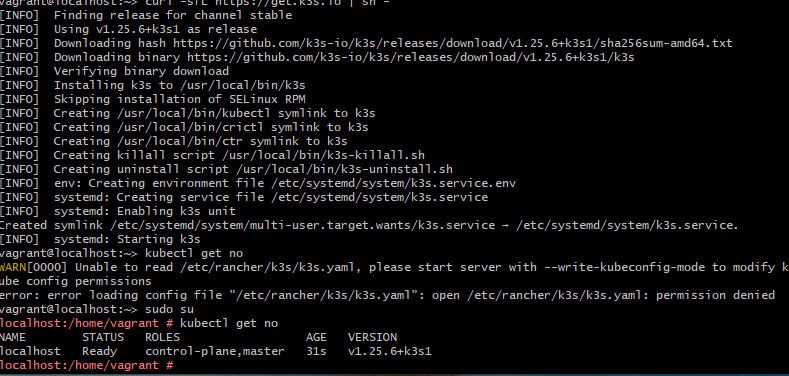 vagrant@localhost:~> curl -sfL https://get.k3s.io | sh -
[INFO]  Finding release for channel stable
[INFO]  Using v1.25.6+k3s1 as release
[INFO]  Downloading hash https://github.com/k3s-io/k3s/releases/download/v1.25.6+k3s1/sha256sum-amd64.txt
[INFO]  Downloading binary https://github.com/k3s-io/k3s/releases/download/v1.25.6+k3s1/k3s
[INFO]  Verifying binary download
[INFO]  Installing k3s to /usr/local/bin/k3s
[INFO]  Skipping installation of SELinux RPM
[INFO]  Creating /usr/local/bin/kubectl symlink to k3s
[INFO]  Creating /usr/local/bin/crictl symlink to k3s
[INFO]  Creating /usr/local/bin/ctr symlink to k3s
[INFO]  Creating killall script /usr/local/bin/k3s-killall.sh
[INFO]  Creating uninstall script /usr/local/bin/k3s-uninstall.sh
[INFO]  env: Creating environment file /etc/systemd/system/k3s.service.env
[INFO]  systemd: Creating service file /etc/systemd/system/k3s.service
[INFO]  systemd: Enabling k3s unit
Created symlink /etc/systemd/system/multi-user.target.wants/k3s.service → /etc/systemd/system/k3s.service.
[INFO]  systemd: Starting k3s
vagrant@localhost:~> kubectl get no
WARN[0000] Unable to read /etc/rancher/k3s/k3s.yaml, please start server with --write-kubeconfig-mode to modify k
ube config permissions
error: error loading config file "/etc/rancher/k3s/k3s.yaml": open /etc/rancher/k3s/k3s.yaml: permission denied
vagrant@localhost:~> sudo su
localhost:/home/vagrant # kubectl get no
NAME        STATUS   ROLES                  AGE   VERSION
localhost   Ready    control-plane,master   31s   v1.25.6+k3s1
localhost:/home/vagrant #